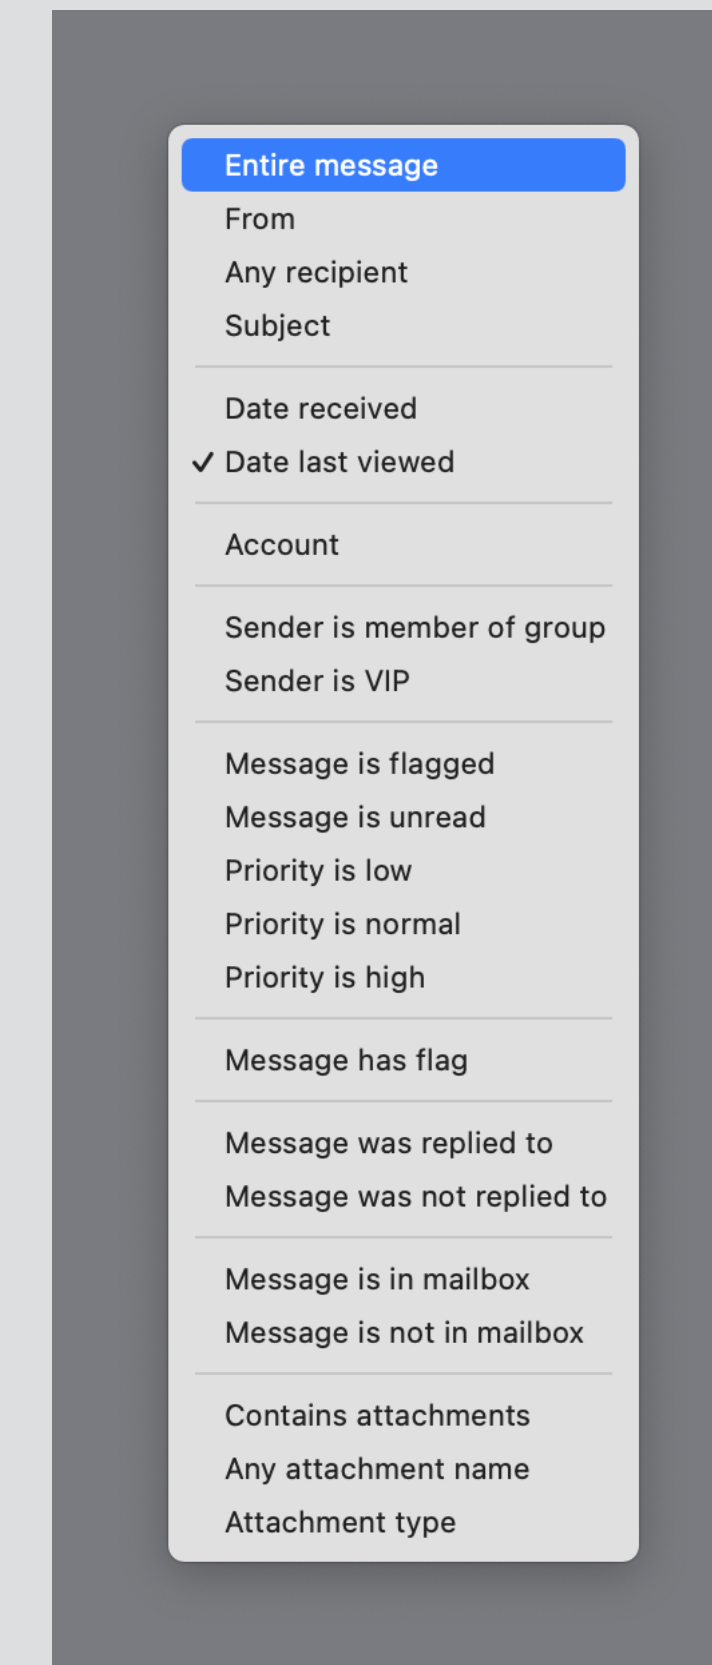 Entire message
From
Any recipient
Subject
Date received
✓ Date last viewed
Account
Sender is member of group
Sender is VIP
Message is flagged
Message is unread
Priority is low
Priority is normal
Priority is high
Message has flag
Message was replied to
Message was not replied to
Message is in mailbox
Message is not in mailbox
Contains attachments
Any attachment name
Attachment type